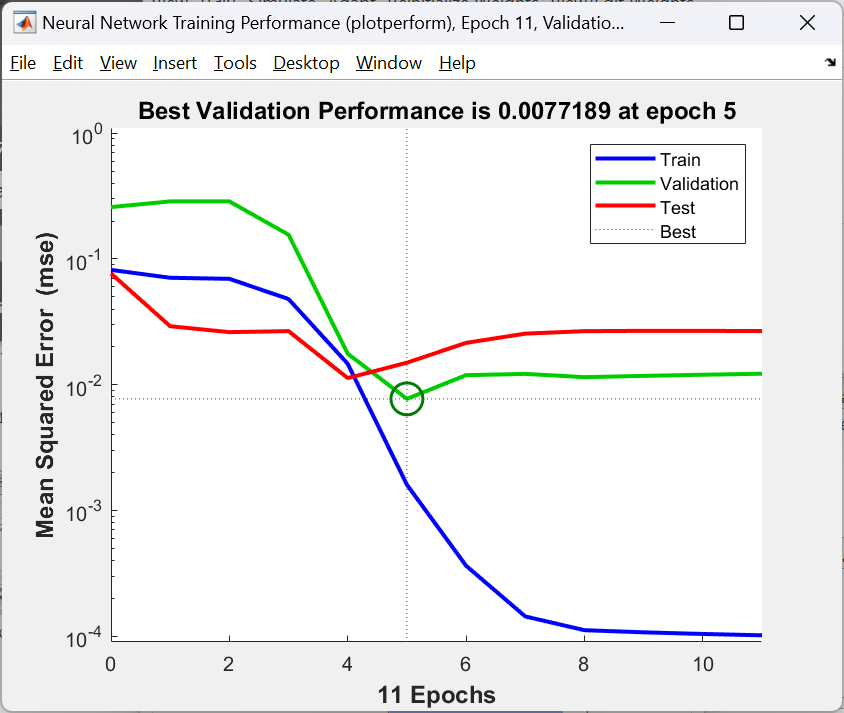 Neural Network Training Performance (plotperform), Epoch 11, Validatio...
File Edit View Insert Tools Desktop Window Help
Best Validation Performance is 0.0077189 at epoch 5
Mean Squared Error (mse)
10^0
10^-1
10^-2
10^-3
10^-4
Train
Validation
Test
Best
0 2 4 6 8 10
11 Epochs